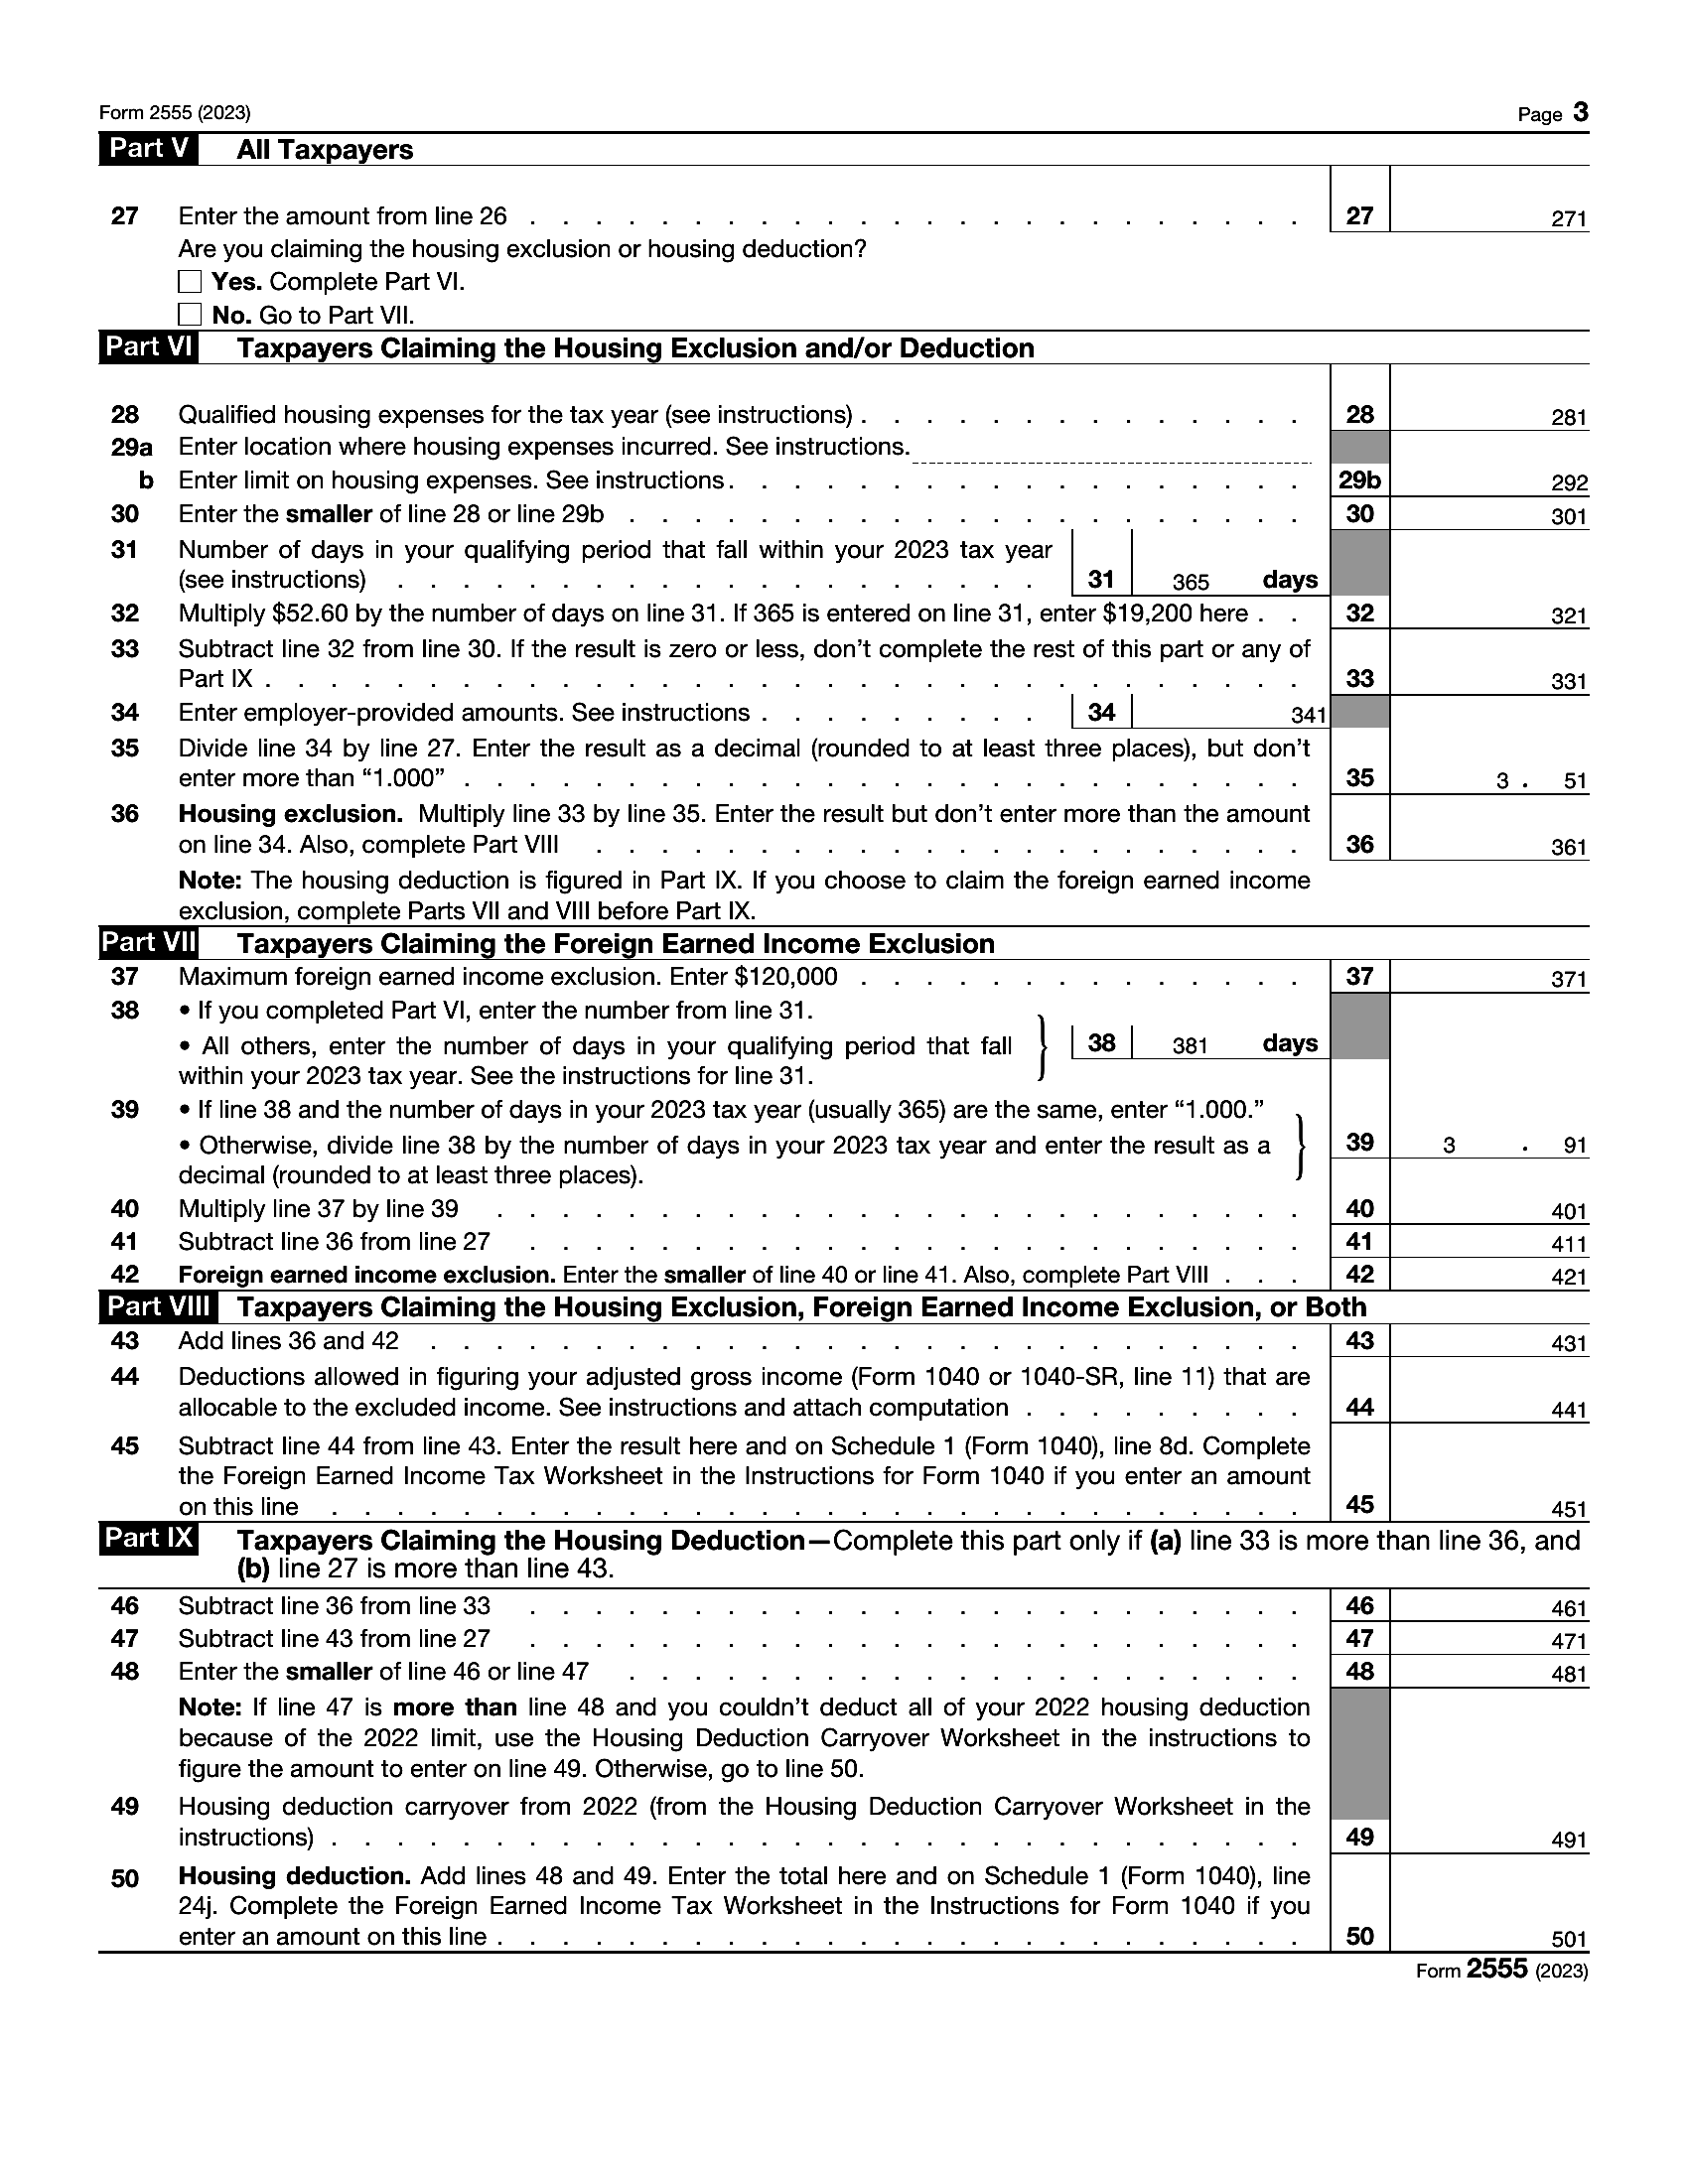 Form 2555 (2023) Page 3
Part V All Taxpayers
27 Enter the amount from line 26 . . . . . . . . . . . . . . . . . . . . . . . . 27 271
Are you claiming the housing exclusion or housing deduction?
Yes. Complete Part VI.
No. Go to Part VII.
Part VI Taxpayers Claiming the Housing Exclusion and/or Deduction
28 Qualified housing expenses for the tax year (see instructions) . . . . . . . . . . . . . . 28 281
29a Enter location where housing expenses incurred. See instructions.
b Enter limit on housing expenses. See instructions . . . . . . . . . . . . . . . . . . 29b 292
30 Enter the smaller of line 28 or line 29b . . . . . . . . . . . . . . . . . . . . . 30 301
31 Number of days in your qualifying period that fall within your 2023 tax year
(see instructions) . . . . . . . . . . . . . . . . . . . . 31 365 days
32 Multiply $52.60 by the number of days on line 31. If 365 is entered on line 31, enter $19,200 here . . 32 321
33 Subtract line 32 from line 30. If the result is zero or less, don't complete the rest of this part or any of
Part IX . . . . . . . . . . . . . . . . . . . . . . . . . . . . . . . . 33 331
34 Enter employer-provided amounts. See instructions . . . . . . . . . 34 341
35 Divide line 34 by line 27. Enter the result as a decimal (rounded to at least three places), but don't
enter more than “1.000” . . . . . . . . . . . . . . . . . . . . . . . . . . 35 3 . 51
36 Housing exclusion. Multiply line 33 by line 35. Enter the result but don't enter more than the amount
on line 34. Also, complete Part VIII . . . . . . . . . . . . . . . . . . . . . . 36 361
Note: The housing deduction is figured in Part IX. If you choose to claim the foreign earned income
exclusion, complete Parts VII and VIII before Part IX.
Part VII Taxpayers Claiming the Foreign Earned Income Exclusion
37 Maximum foreign earned income exclusion. Enter $120,000 . . . . . . . . . . . . . . 37 371
38 • If you completed Part VI, enter the number from line 31.
• All others, enter the number of days in your qualifying period that fall } 38 381 days
within your 2023 tax year. See the instructions for line 31.
39 • If line 38 and the number of days in your 2023 tax year (usually 365) are the same, enter “1.000.”
• Otherwise, divide line 38 by the number of days in your 2023 tax year and enter the result as a } 39 3 . 91
decimal (rounded to at least three places).
40 Multiply line 37 by line 39 . . . . . . . . . . . . . . . . . . . . . . . . . 40 401
41 Subtract line 36 from line 27 . . . . . . . . . . . . . . . . . . . . . . . . 41 411
42 Foreign earned income exclusion. Enter the smaller of line 40 or line 41. Also, complete Part VIII . . . 42 421
Part VIII Taxpayers Claiming the Housing Exclusion, Foreign Earned Income Exclusion, or Both
43 Add lines 36 and 42 . . . . . . . . . . . . . . . . . . . . . . . . . . . 43 431
44 Deductions allowed in figuring your adjusted gross income (Form 1040 or 1040-SR, line 11) that are
allocable to the excluded income. See instructions and attach computation . . . . . . . . . 44 441
45 Subtract line 44 from line 43. Enter the result here and on Schedule 1 (Form 1040), line 8d. Complete
the Foreign Earned Income Tax Worksheet in the Instructions for Form 1040 if you enter an amount
on this line . . . . . . . . . . . . . . . . . . . . . . . . . . . . . . 45 451
Part IX Taxpayers Claiming the Housing Deduction—Complete this part only if (a) line 33 is more than line 36, and
(b) line 27 is more than line 43.
46 Subtract line 36 from line 33 . . . . . . . . . . . . . . . . . . . . . . . . 46 461
47 Subtract line 43 from line 27 . . . . . . . . . . . . . . . . . . . . . . . . 47 471
48 Enter the smaller of line 46 or line 47 . . . . . . . . . . . . . . . . . . . . . 48 481
Note: If line 47 is more than line 48 and you couldn't deduct all of your 2022 housing deduction
because of the 2022 limit, use the Housing Deduction Carryover Worksheet in the instructions to
figure the amount to enter on line 49. Otherwise, go to line 50.
49 Housing deduction carryover from 2022 (from the Housing Deduction Carryover Worksheet in the
instructions) . . . . . . . . . . . . . . . . . . . . . . . . . . . . . . 49 491
50 Housing deduction. Add lines 48 and 49. Enter the total here and on Schedule 1 (Form 1040), line
24j. Complete the Foreign Earned Income Tax Worksheet in the Instructions for Form 1040 if you
enter an amount on this line . . . . . . . . . . . . . . . . . . . . . . . . . 50 501
Form 2555 (2023)